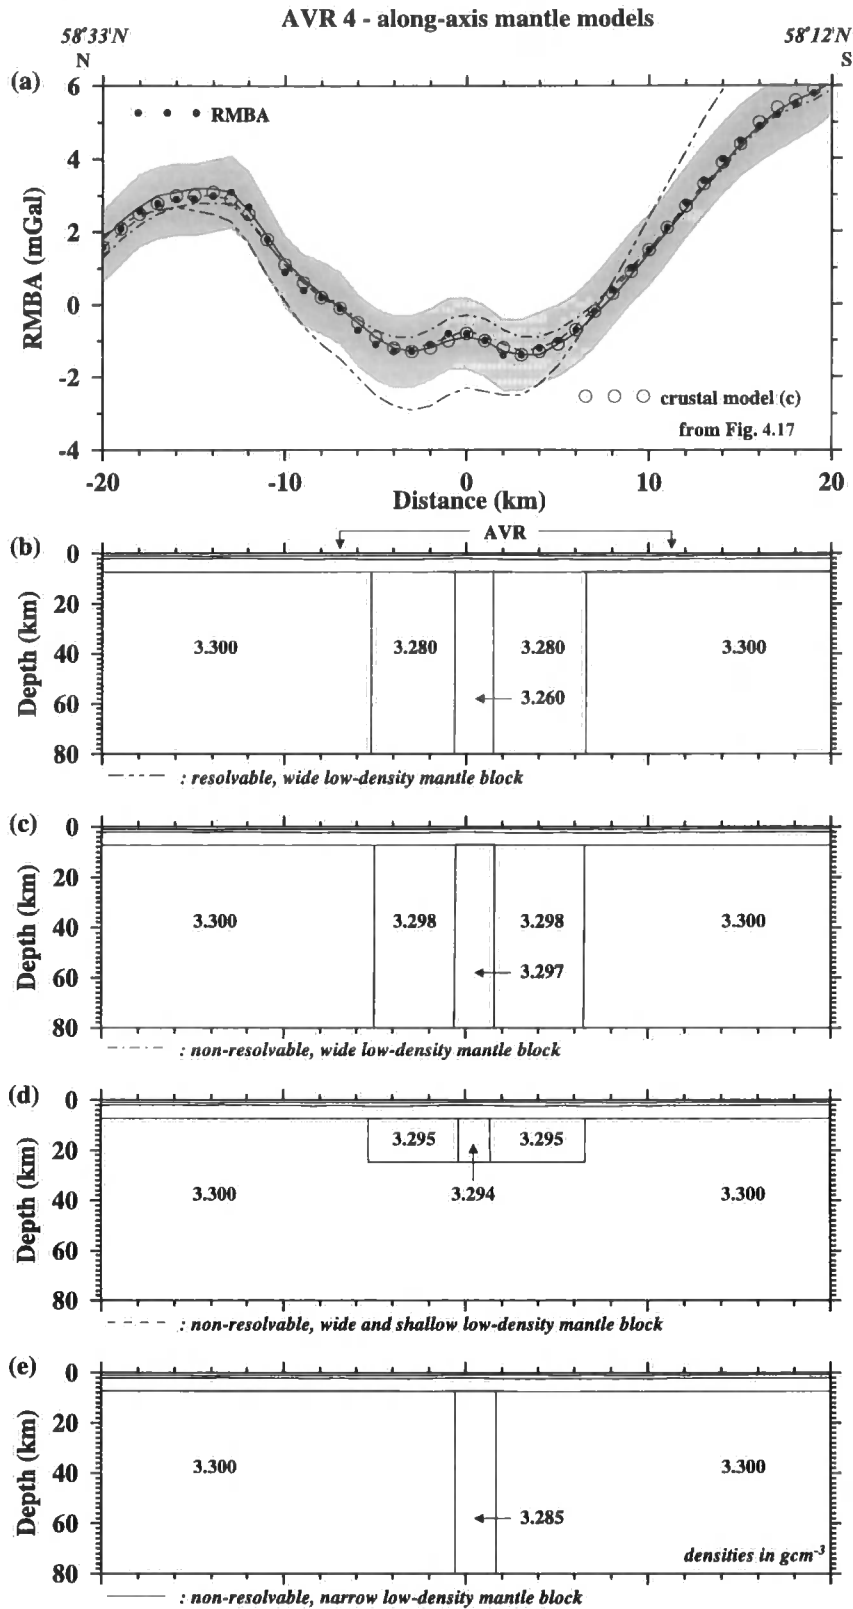 AVR 4 - along-axis mantle models
58°33'N 58°12'N
N S
(a)
6
4
2
0
-2
-4
RMBA (mGal)
RMBA
crustal model (c)
from Fig. 4.17
-20 -10 0 10 20
Distance (km)
AVR
(b)
0
20
40
60
80
Depth (km)
3.300 3.280 3.280 3.300
3.260
: resolvable, wide low-density mantle block
(c)
0
20
40
60
80
Depth (km)
3.300 3.298 3.298 3.300
3.297
: non-resolvable, wide low-density mantle block
(d)
0
20
40
60
80
Depth (km)
3.295 3.295
3.300 3.294 3.300
: non-resolvable, wide and shallow low-density mantle block
(e)
0
20
40
60
80
Depth (km)
3.300 3.300
3.285
densities in gcm-3
: non-resolvable, narrow low-density mantle block